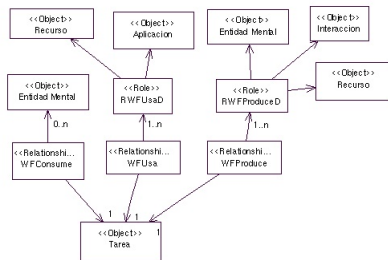 <<Object>>
Recurso
<<Object>>
Aplicacion
<<Object>>
Entidad Mental
<<Object>>
Interaccion
<<Object>>
Entidad Mental
<<Role>>
RWFUsaD
<<Role>>
RWFProduceD
<<Object>>
Recurso
0..n
1..n
1..n
<<Relationshi...
WFConsume
<<Relationshi...
WFUsa
<<Relationshi...
WFProduce
1
1
1
<<Object>>
Tarea